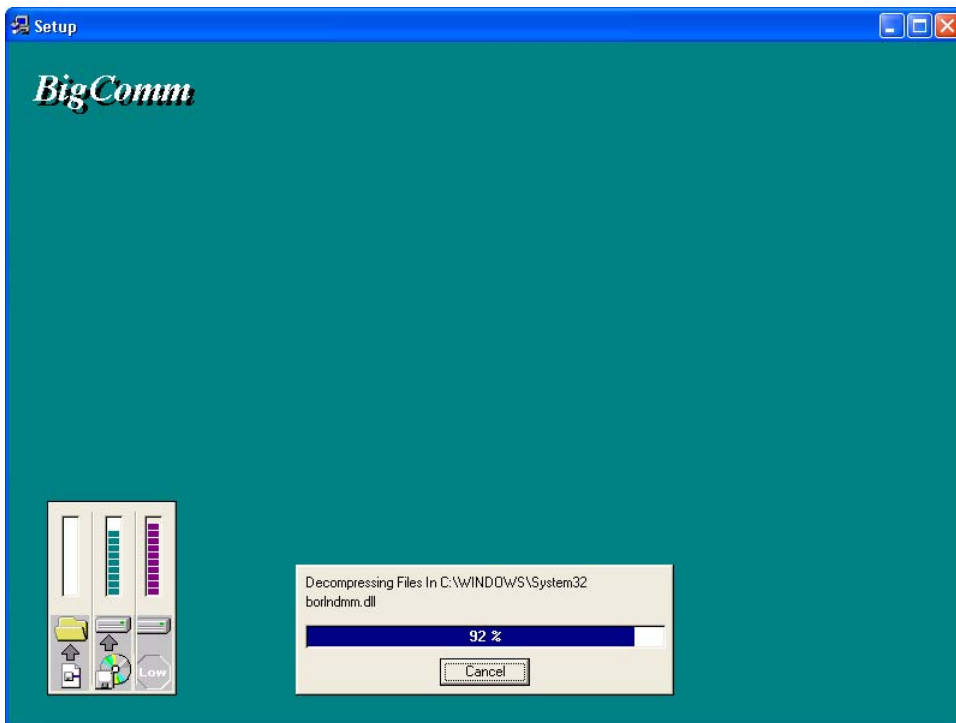 Setup
BigComm
Decompressing Files In C:\WINDOWS\System32
borlndmm.dll
92 %
Cancel
Low